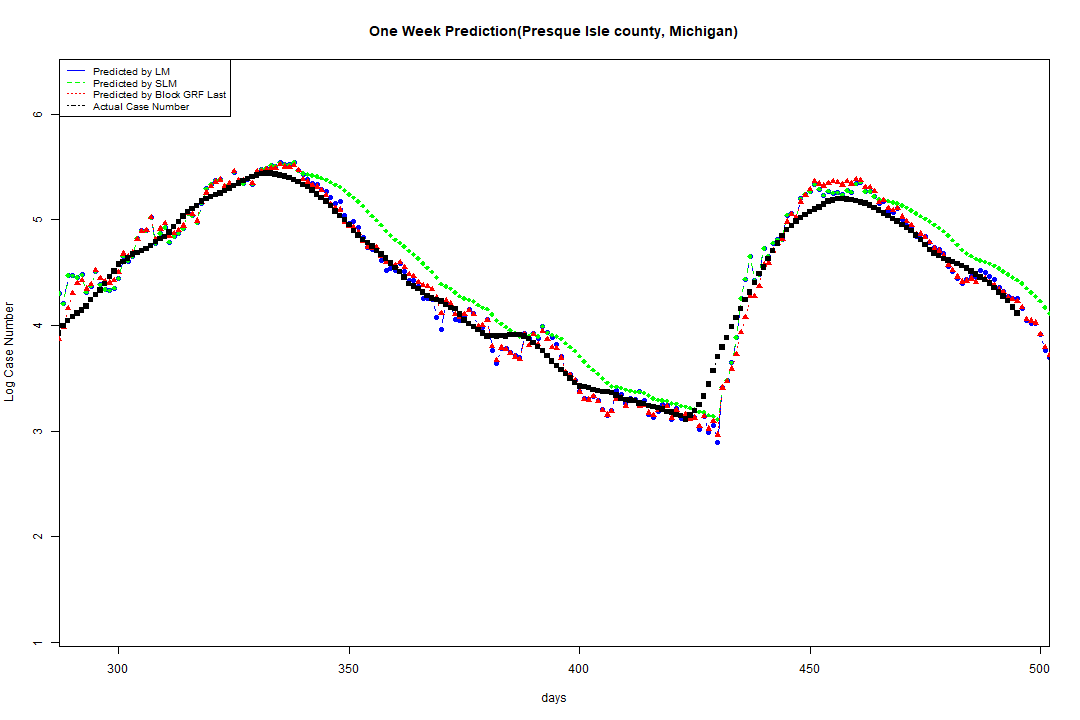 One Week Prediction(Presque Isle county, Michigan)
Predicted by LM
Predicted by SLM
Predicted by Block GRF Last
Actual Case Number
Log Case Number
6
5
4
3
2
1
300 350 400 450 500
days